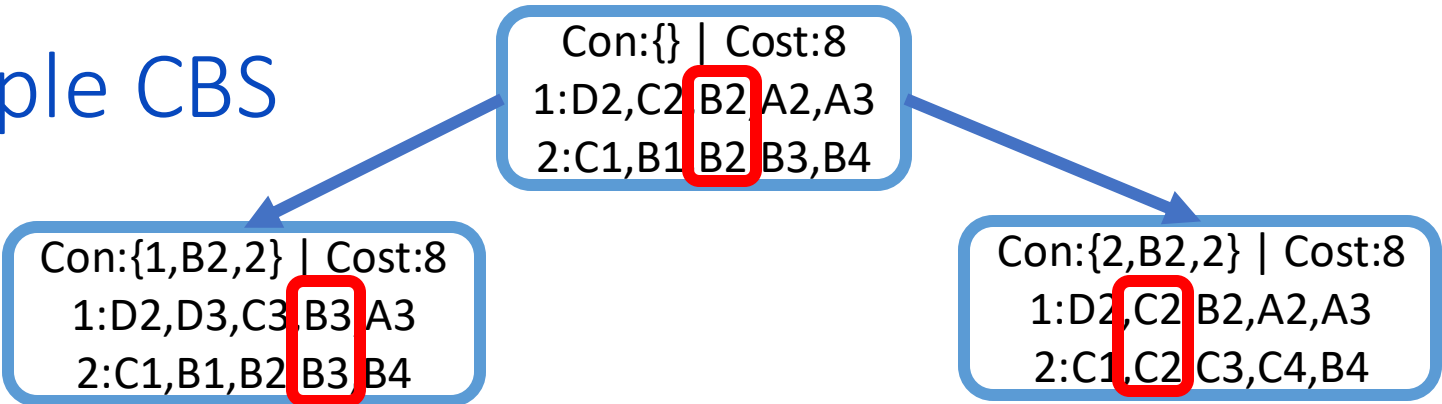 ple CBS
Con:{} | Cost:8
1:D2,C2,B2,A2,A3
2:C1,B1,B2,B3,B4
Con:{1,B2,2} | Cost:8
1:D2,D3,C3,B3,A3
2:C1,B1,B2,B3,B4
Con:{2,B2,2} | Cost:8
1:D2,C2,B2,A2,A3
2:C1,C2,C3,C4,B4